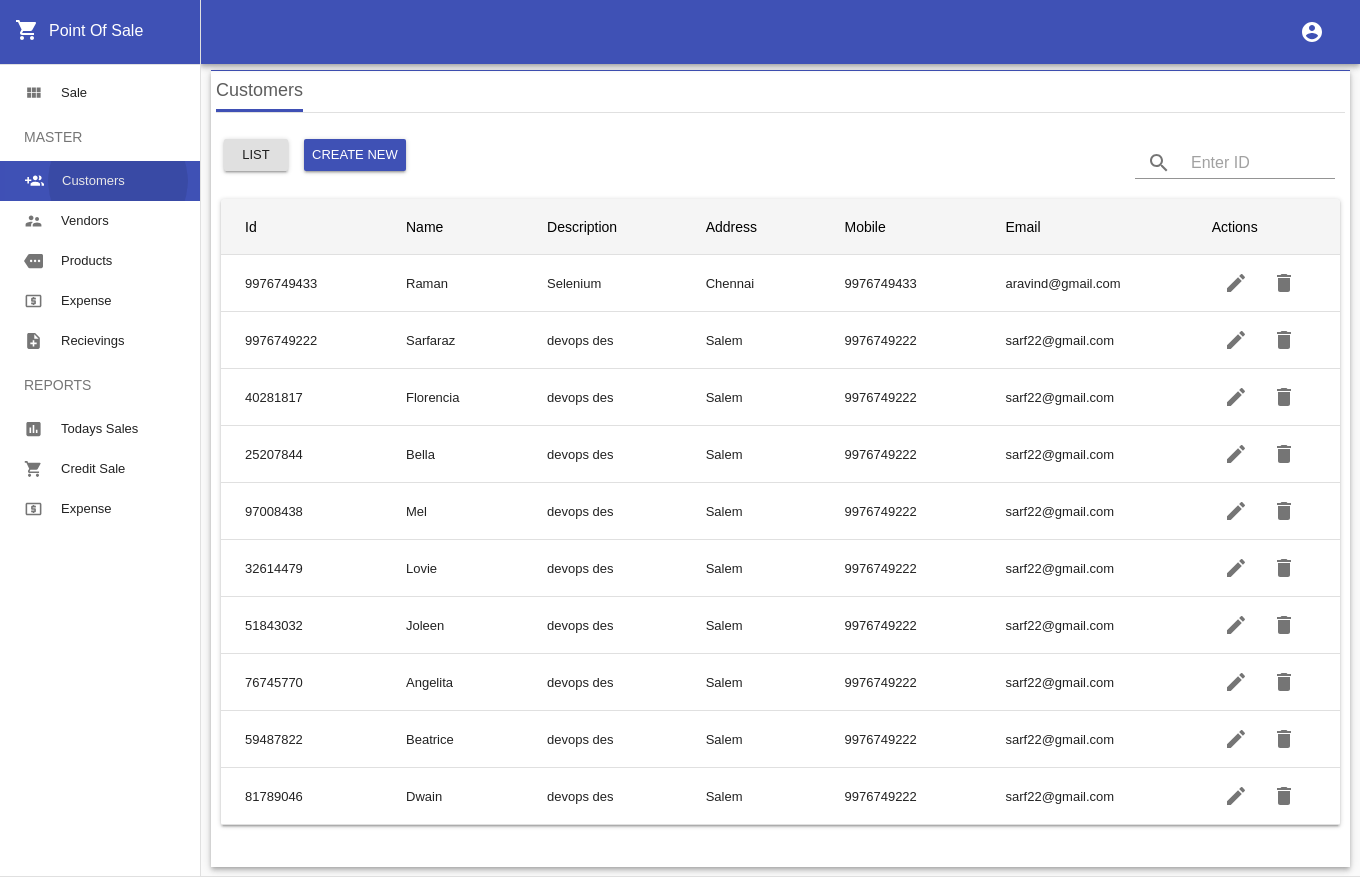 Point Of Sale
Sale
MASTER
Customers
Vendors
Products
Expense
Recievings
REPORTS
Todays Sales
Credit Sale
Expense
Customers
LIST CREATE NEW Enter ID
Id Name Description Address Mobile Email Actions
9976749433 Raman Selenium Chennai 9976749433 aravind@gmail.com
9976749222 Sarfaraz devops des Salem 9976749222 sarf22@gmail.com
40281817 Florencia devops des Salem 9976749222 sarf22@gmail.com
25207844 Bella devops des Salem 9976749222 sarf22@gmail.com
97008438 Mel devops des Salem 9976749222 sarf22@gmail.com
32614479 Lovie devops des Salem 9976749222 sarf22@gmail.com
51843032 Joleen devops des Salem 9976749222 sarf22@gmail.com
76745770 Angelita devops des Salem 9976749222 sarf22@gmail.com
59487822 Beatrice devops des Salem 9976749222 sarf22@gmail.com
81789046 Dwain devops des Salem 9976749222 sarf22@gmail.com